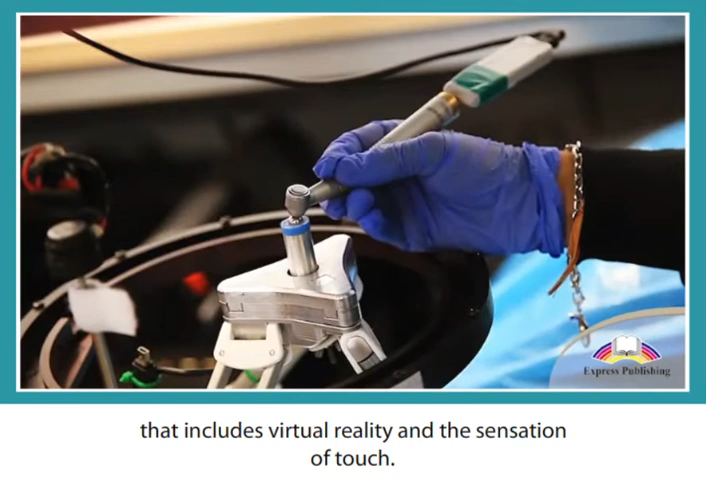 Express Publishing
that includes virtual reality and the sensation
of touch.